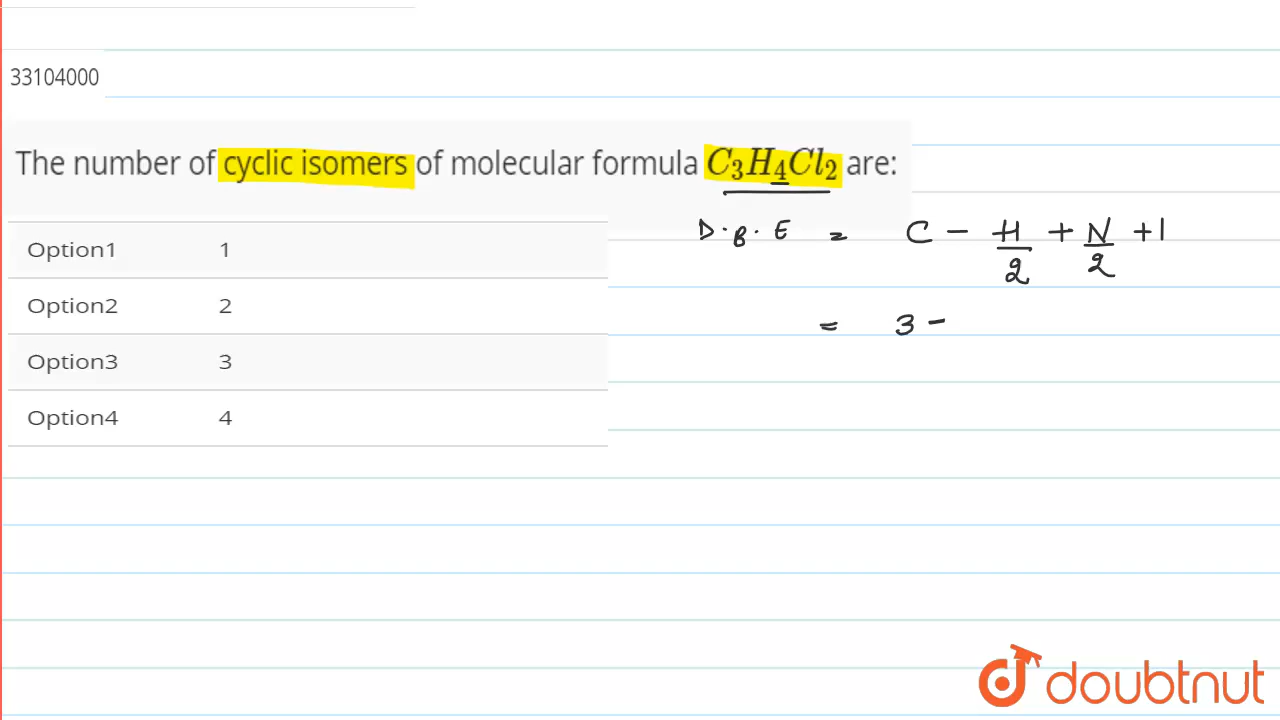 33104000
The number of cyclic isomers of molecular formula C₃H₄Cl₂ are:
D.B.E = C - H/2 + N/2 + 1
= 3 -
Option1 1
Option2 2
Option3 3
Option4 4
doubtnut